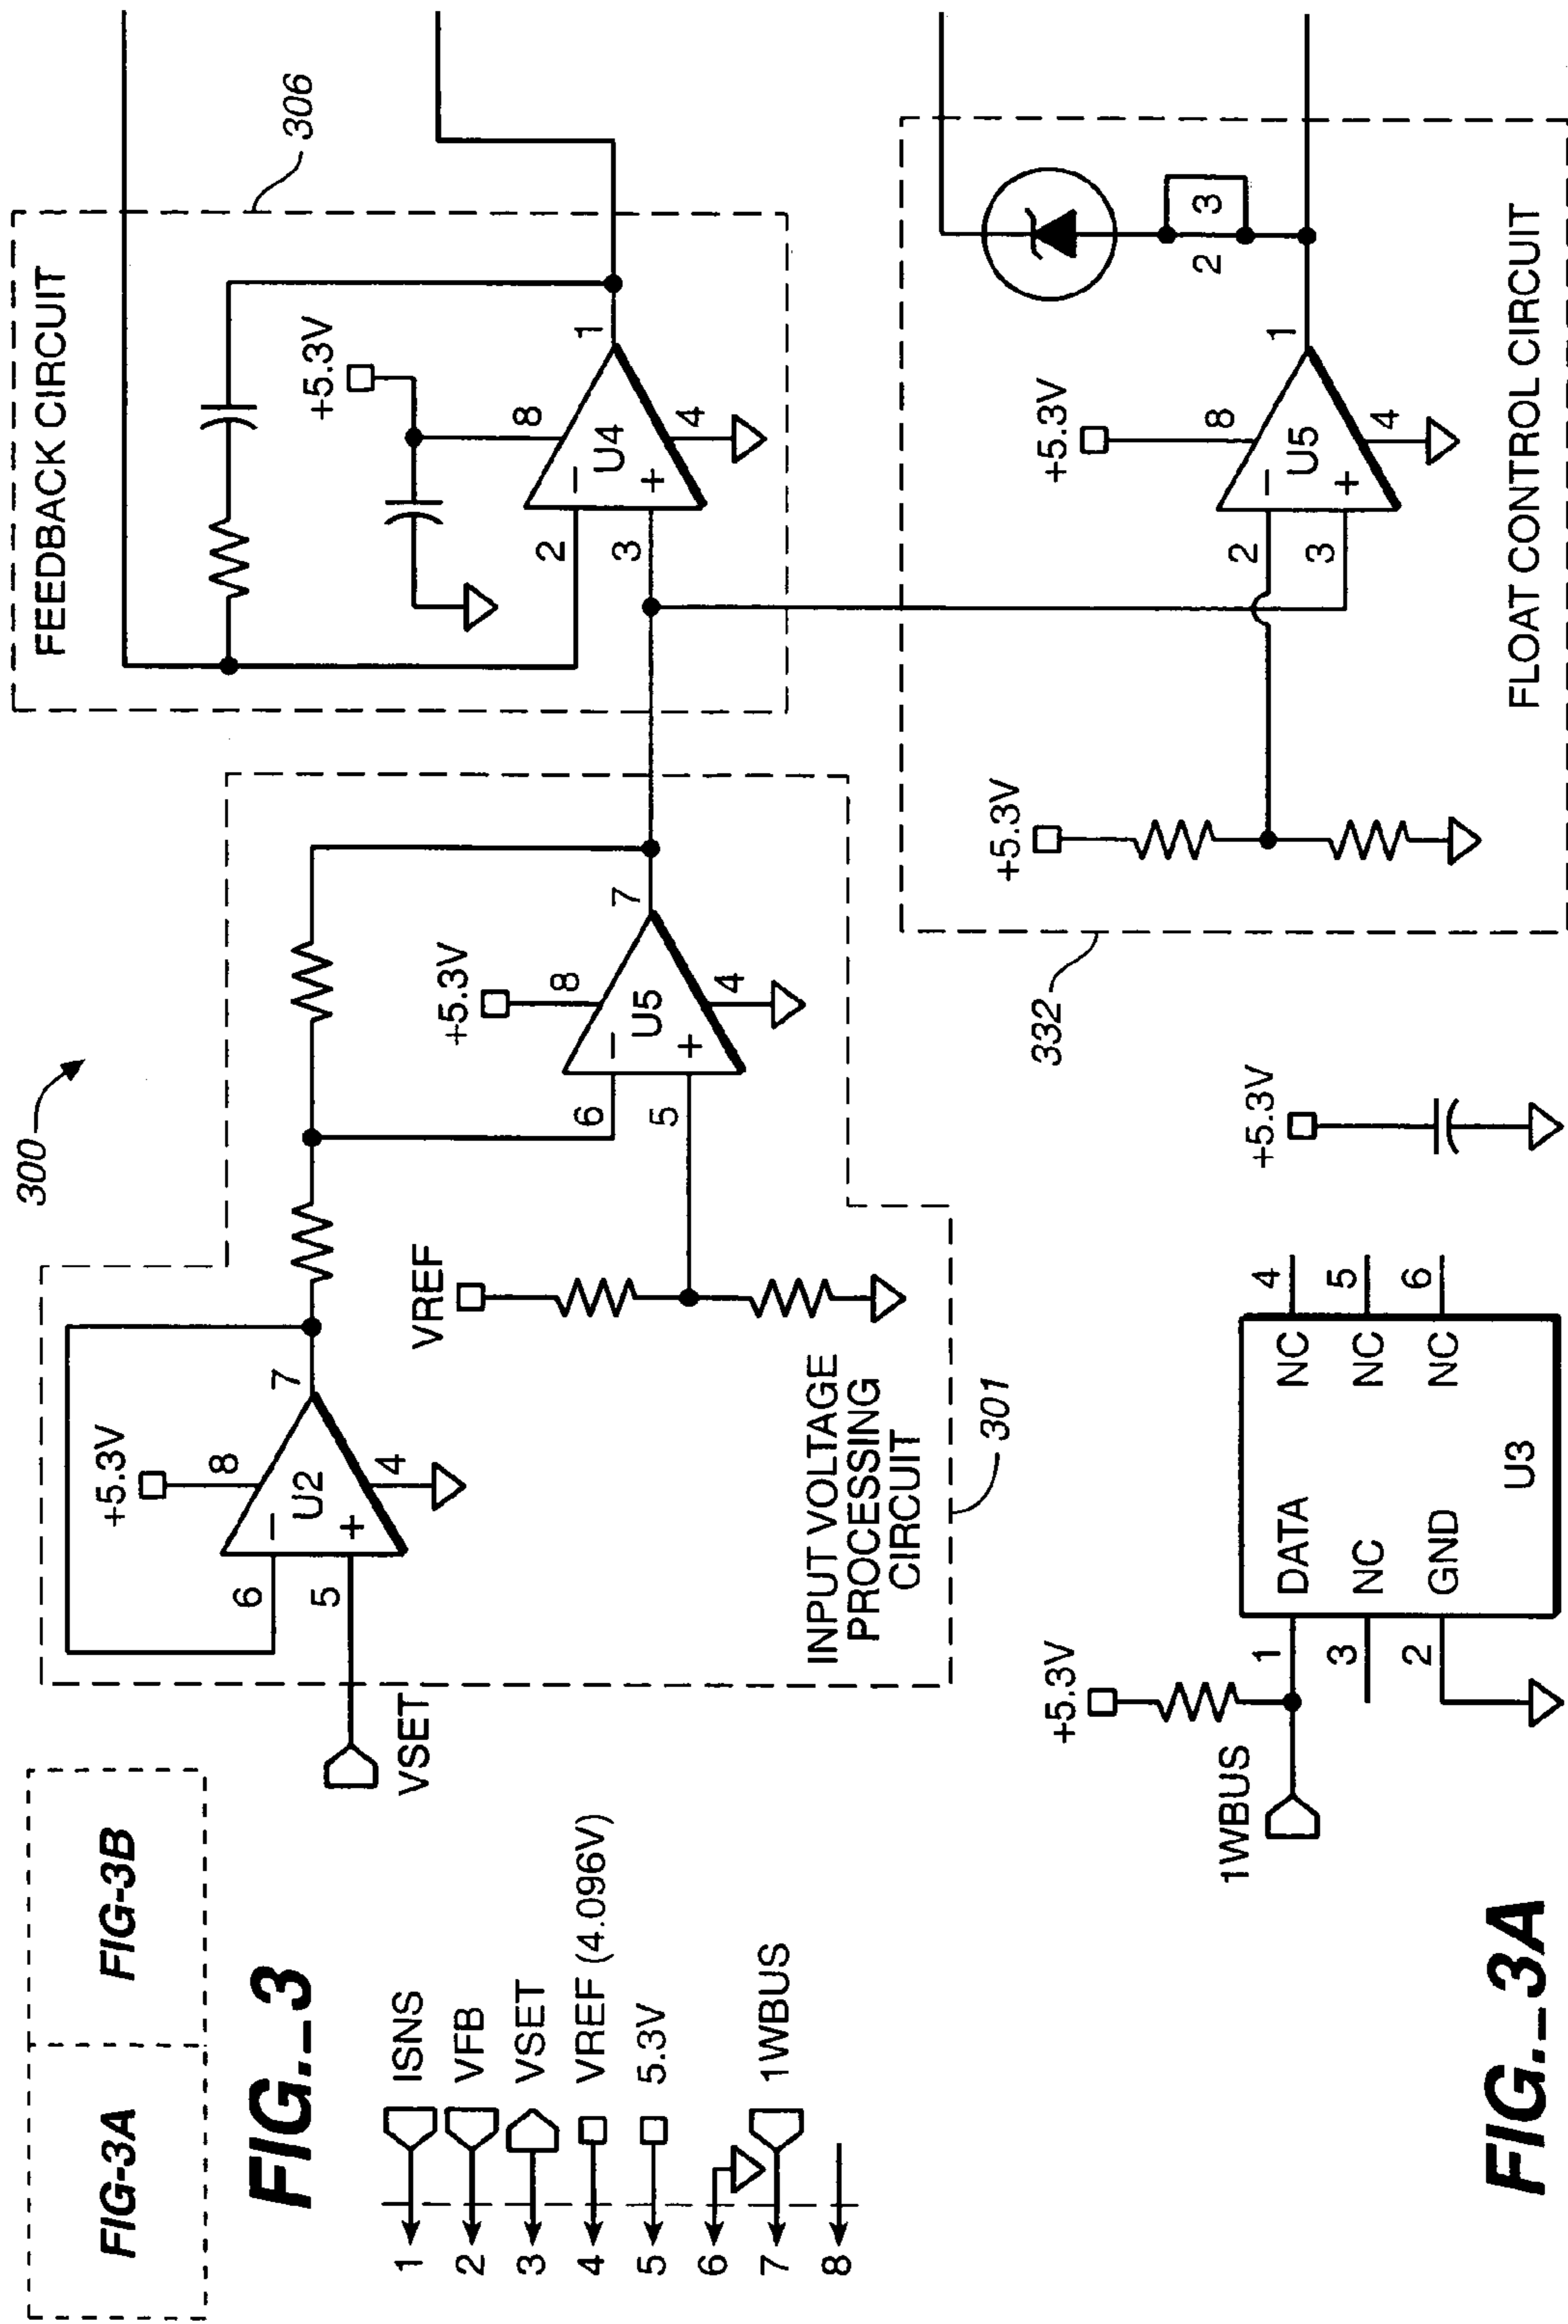 FIG-3A
FIG-3B
FIG._3
1 ISNS
2 VFB
3 VSET
4 VREF (4.096V)
5 5.3V
6
7 1WBUS
8
300
VSET
+5.3V
8
6
5
U2
-
+
7
4
VREF
+5.3V
8
6
5
U5
-
+
7
4
INPUT VOLTAGE
PROCESSING
CIRCUIT
301
FEEDBACK CIRCUIT
306
+5.3V
8
2
3
U4
-
+
1
4
+5.3V
+5.3V
8
2
3
U5
-
+
1
4
2
3
FLOAT CONTROL CIRCUIT
332
1WBUS
+5.3V
1
3
2
DATA
NC
GND
NC
NC
NC
U3
4
5
6
+5.3V
FIG._3A